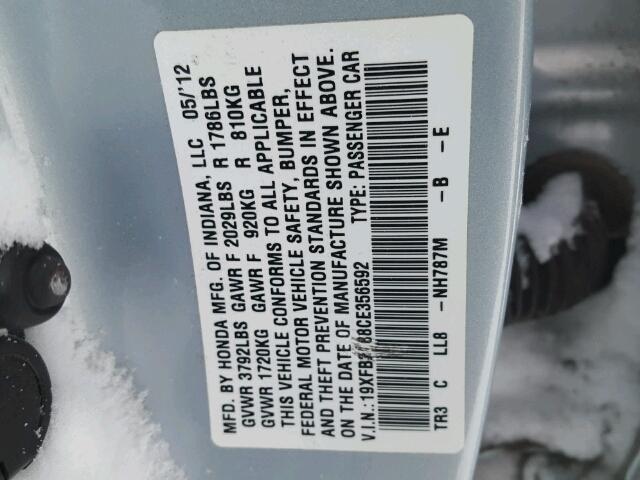 MFD. BY HONDA MFG. OF INDIANA, LLC 05/'12
GVWR 3792LBS GAWR F 2029LBS R 1786LBS
GVWR 1720KG GAWR F 920KG R 810KG
THIS VEHICLE CONFORMS TO ALL APPLICABLE
FEDERAL MOTOR VEHICLE SAFETY, BUMPER,
AND THEFT PREVENTION STANDARDS IN EFFECT
ON THE DATE OF MANUFACTURE SHOWN ABOVE.
V.I.N.: TYPE: PASSENGER CAR
TR3 C LL8 -NH787M -B -E